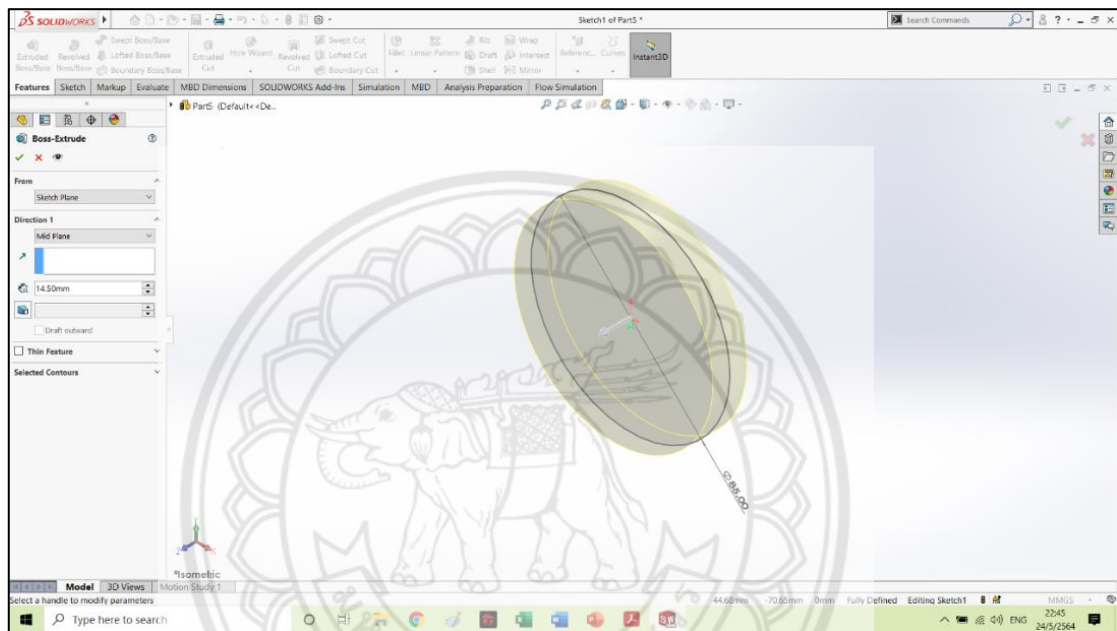 SOLIDWORKS
Sketch1 of Part5 *
Search Commands
Extruded Boss/Base
Revolved Boss/Base
Swept Boss/Base
Lofted Boss/Base
Boundary Boss/Base
Extruded Cut
Hole Wizard
Revolved Cut
Swept Cut
Lofted Cut
Boundary Cut
Fillet
Linear Pattern
Rib
Draft
Shell
Wrap
Intersect
Mirror
Referenc...
Curves
Instant3D
Features Sketch Markup Evaluate MBD Dimensions SOLIDWORKS Add-Ins Simulation MBD Analysis Preparation Flow Simulation
Part5 (Default<<De...
Boss-Extrude
From
Sketch Plane
Direction 1
Mid Plane
14.50mm
Draft outward
Thin Feature
Selected Contours
*Isometric
Model 3D Views Motion Study 1
Select a handle to modify parameters
44.68mm -70.65mm 0mm Fully Defined Editing Sketch1 MMGS
Type here to search
ENG
22:45
24/5/2564